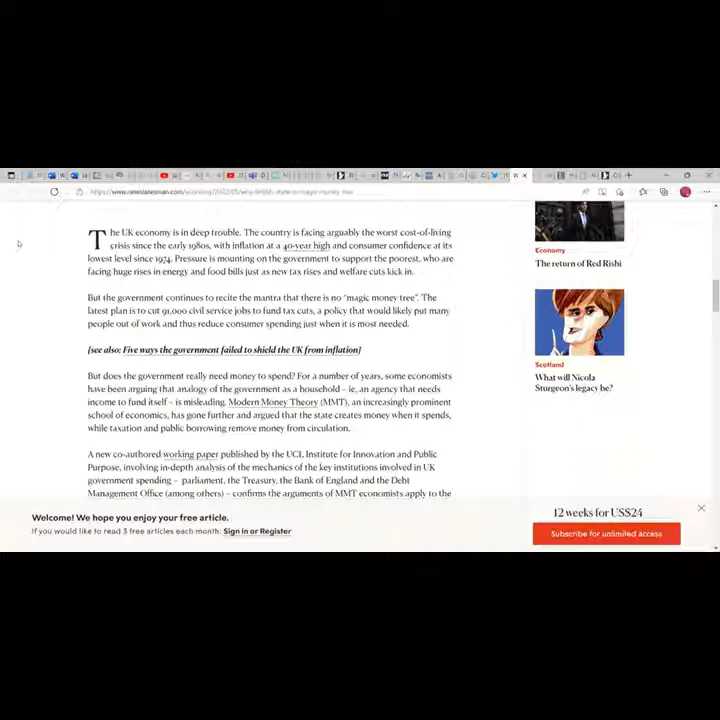 The UK economy is in deep trouble. The country is facing arguably the worst cost-of-living
crisis since the early 1980s, with inflation at a 40-year high and consumer confidence at its
lowest level since 1974. Pressure is mounting on the government to support the poorest, who are
facing huge rises in energy and food bills just as new tax rises and welfare cuts kick in.
But the government continues to recite the mantra that there is no “magic money tree”. The
latest plan is to cut 91,000 civil service jobs to fund tax cuts, a policy that would likely put many
people out of work and thus reduce consumer spending just when it is most needed.
[see also: Five ways the government failed to shield the UK from inflation]
But does the government really need money to spend? For a number of years, some economists
have been arguing that analogy of the government as a household – ie, an agency that needs
income to fund itself – is misleading. Modern Money Theory (MMT), an increasingly prominent
school of economics, has gone further and argued that the state creates money when it spends,
while taxation and public borrowing remove money from circulation.
A new co-authored working paper published by the UCL Institute for Innovation and Public
Purpose, involving in-depth analysis of the mechanics of the key institutions involved in UK
government spending – parliament, the Treasury, the Bank of England and the Debt
Management Office (among others) – confirms the arguments of MMT economists apply to the
Economy
The return of Red Rishi
Scotland
What will Nicola
Sturgeon's legacy be?
Welcome! We hope you enjoy your free article.
If you would like to read 3 free articles each month: Sign in or Register
12 weeks for US$24
Subscribe for unlimited access